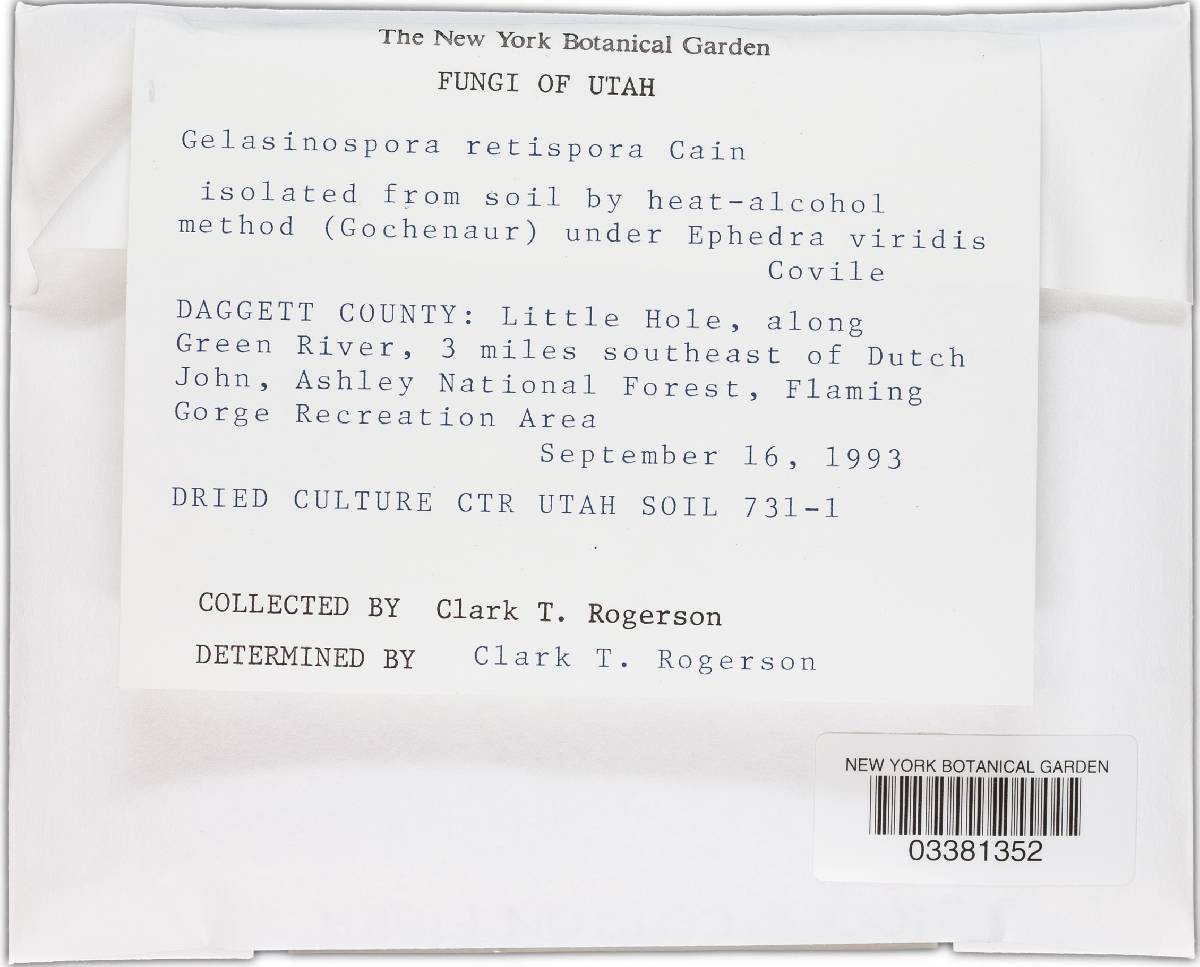 The New York Botanical Garden
FUNGI OF UTAH
Gelasinospora retispora Cain
isolated from soil by heat-alcohol
method (Gochenaur) under Ephedra viridis
Covile
DAGGETT COUNTY: Little Hole, along
Green River, 3 miles southeast of Dutch
John, Ashley National Forest, Flaming
Gorge Recreation Area
September 16, 1993
DRIED CULTURE CTR UTAH SOIL 731-1
COLLECTED BY Clark T. Rogerson
DETERMINED BY Clark T. Rogerson
NEW YORK BOTANICAL GARDEN
03381352